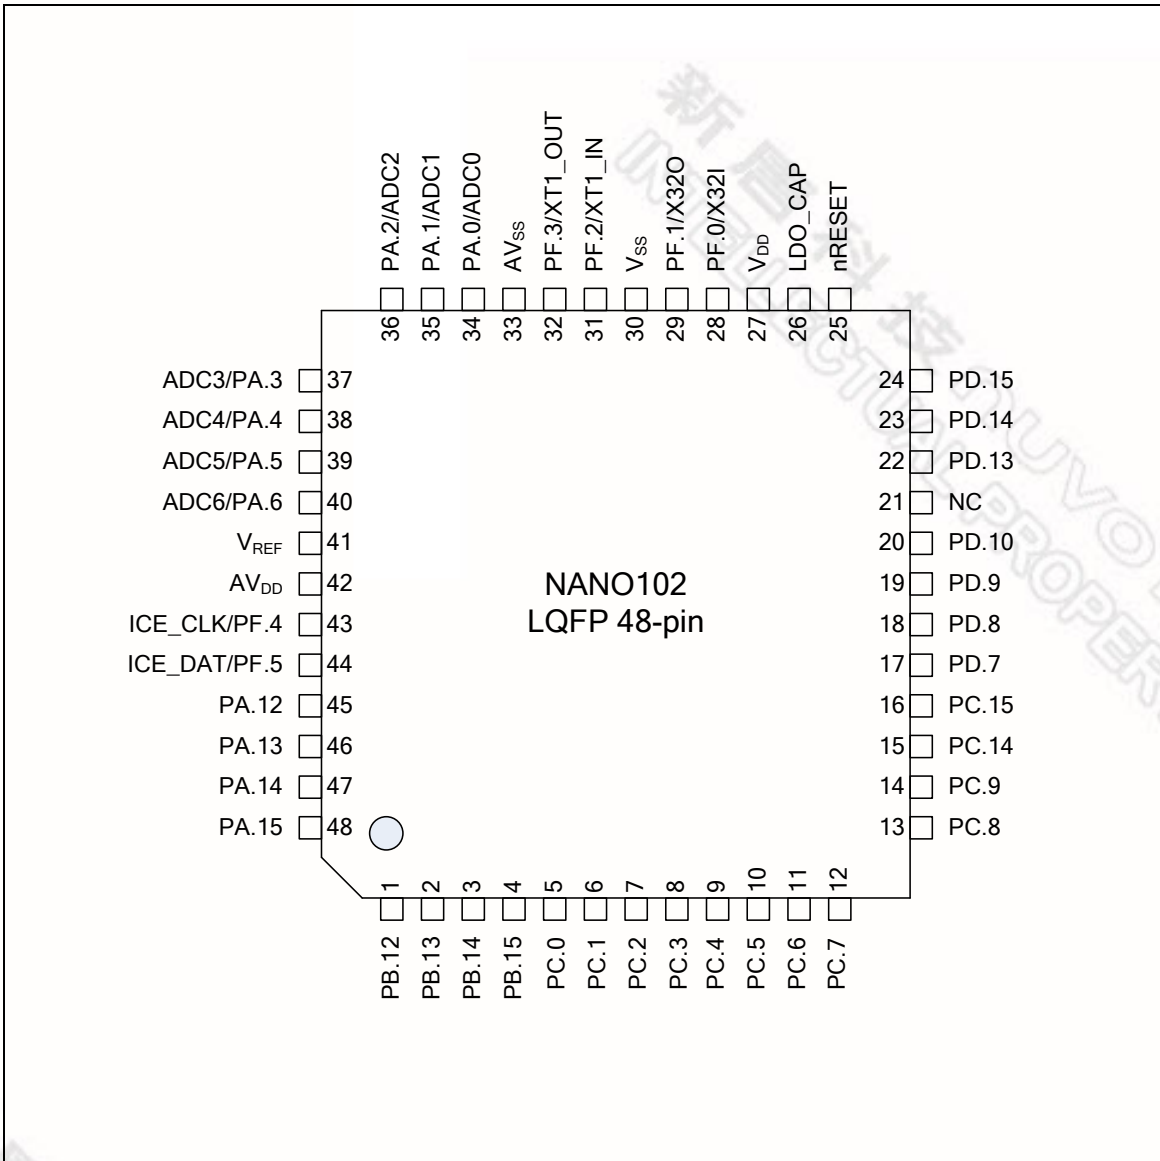 PA.2/ADC2
PA.1/ADC1
PA.0/ADC0
AVSS
PF.3/XT1_OUT
PF.2/XT1_IN
VSS
PF.1/X32O
PF.0/X32I
VDD
LDO_CAP
nRESET
36
35
34
33
32
31
30
29
28
27
26
25
ADC3/PA.3 37
ADC4/PA.4 38
ADC5/PA.5 39
ADC6/PA.6 40
VREF 41
AVDD 42
ICE_CLK/PF.4 43
ICE_DAT/PF.5 44
PA.12 45
PA.13 46
PA.14 47
PA.15 48
NANO102
LQFP 48-pin
24 PD.15
23 PD.14
22 PD.13
21 NC
20 PD.10
19 PD.9
18 PD.8
17 PD.7
16 PC.15
15 PC.14
14 PC.9
13 PC.8
1
2
3
4
5
6
7
8
9
10
11
12
PB.12
PB.13
PB.14
PB.15
PC.0
PC.1
PC.2
PC.3
PC.4
PC.5
PC.6
PC.7
新唐科技
INTELLECTUAL